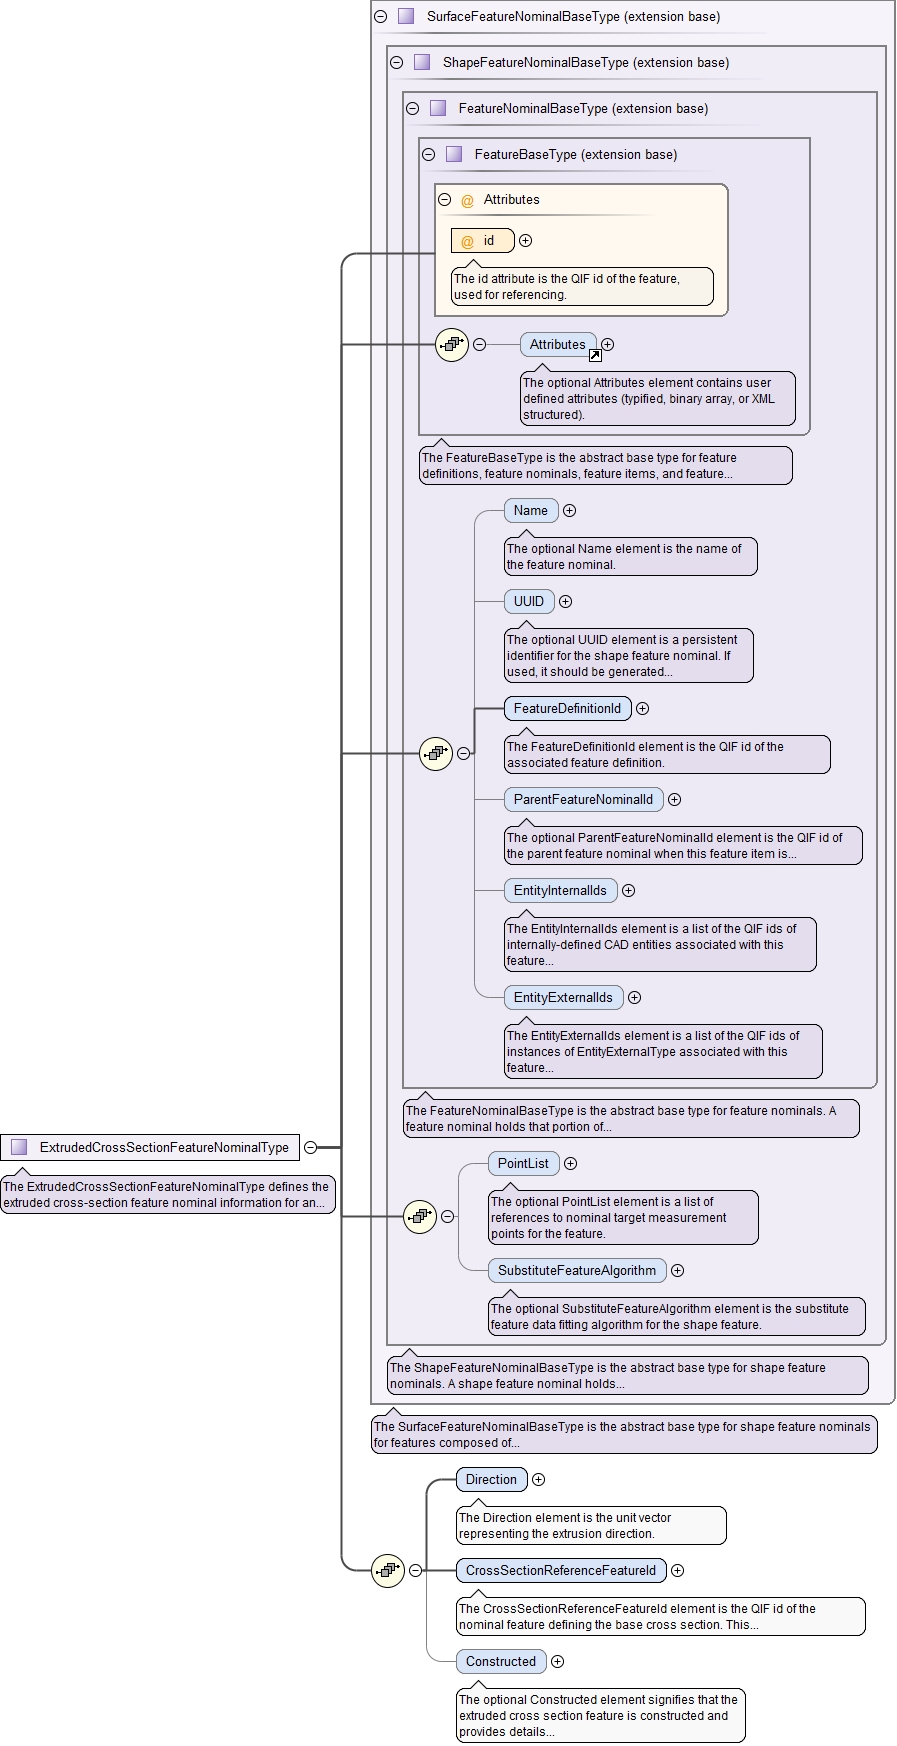 SurfaceFeatureNominalBaseType (extension base)
ShapeFeatureNominalBaseType (extension base)
FeatureNominalBaseType (extension base)
FeatureBaseType (extension base)
@ Attributes
@ id
The id attribute is the QIF id of the feature,
used for referencing.
Attributes
The optional Attributes element contains user
defined attributes (typified, binary array, or XML
structured).
The FeatureBaseType is the abstract base type for feature
definitions, feature nominals, feature items, and feature...
Name
The optional Name element is the name of
the feature nominal.
UUID
The optional UUID element is a persistent
identifier for the shape feature nominal. If
used, it should be generated...
FeatureDefinitionId
The FeatureDefinitionId element is the QIF id of the
associated feature definition.
ParentFeatureNominalId
The optional ParentFeatureNominalId element is the QIF id of
the parent feature nominal when this feature item is...
EntityInternalIds
The EntityInternalIds element is a list of the QIF ids of
internally-defined CAD entities associated with this
feature...
EntityExternalIds
The EntityExternalIds element is a list of the QIF ids of
instances of EntityExternalType associated with this
feature...
The FeatureNominalBaseType is the abstract base type for feature nominals. A
feature nominal holds that portion of...
ExtrudedCrossSectionFeatureNominalType
The ExtrudedCrossSectionFeatureNominalType defines the
extruded cross-section feature nominal information for an...
PointList
The optional PointList element is a list of
references to nominal target measurement
points for the feature.
SubstituteFeatureAlgorithm
The optional SubstituteFeatureAlgorithm element is the substitute
feature data fitting algorithm for the shape feature.
The ShapeFeatureNominalBaseType is the abstract base type for shape feature
nominals. A shape feature nominal holds...
The SurfaceFeatureNominalBaseType is the abstract base type for shape feature nominals
for features composed of...
Direction
The Direction element is the unit vector
representing the extrusion direction.
CrossSectionReferenceFeatureId
The CrossSectionReferenceFeatureId element is the QIF id of the
nominal feature defining the base cross section. This...
Constructed
The optional Constructed element signifies that the
extruded cross section feature is constructed and
provides details...